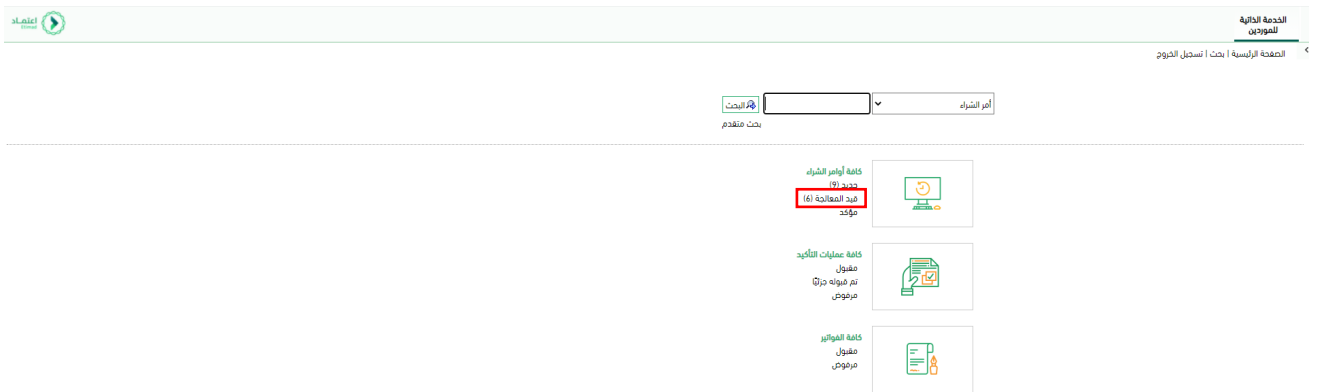 الخدمة الذاتية
للموردين
اعتماد
الصفحة الرئيسية | بحث | تسجيل الخروج
أمر الشراء
البحث
بحث متقدم
كافة أوامر الشراء
جديد (9)
قيد المعالجة (6)
مؤكد
كافة عمليات التأكيد
مقبول
تم قبوله جزئيًا
مرفوض
كافة الفواتير
مقبول
مرفوض